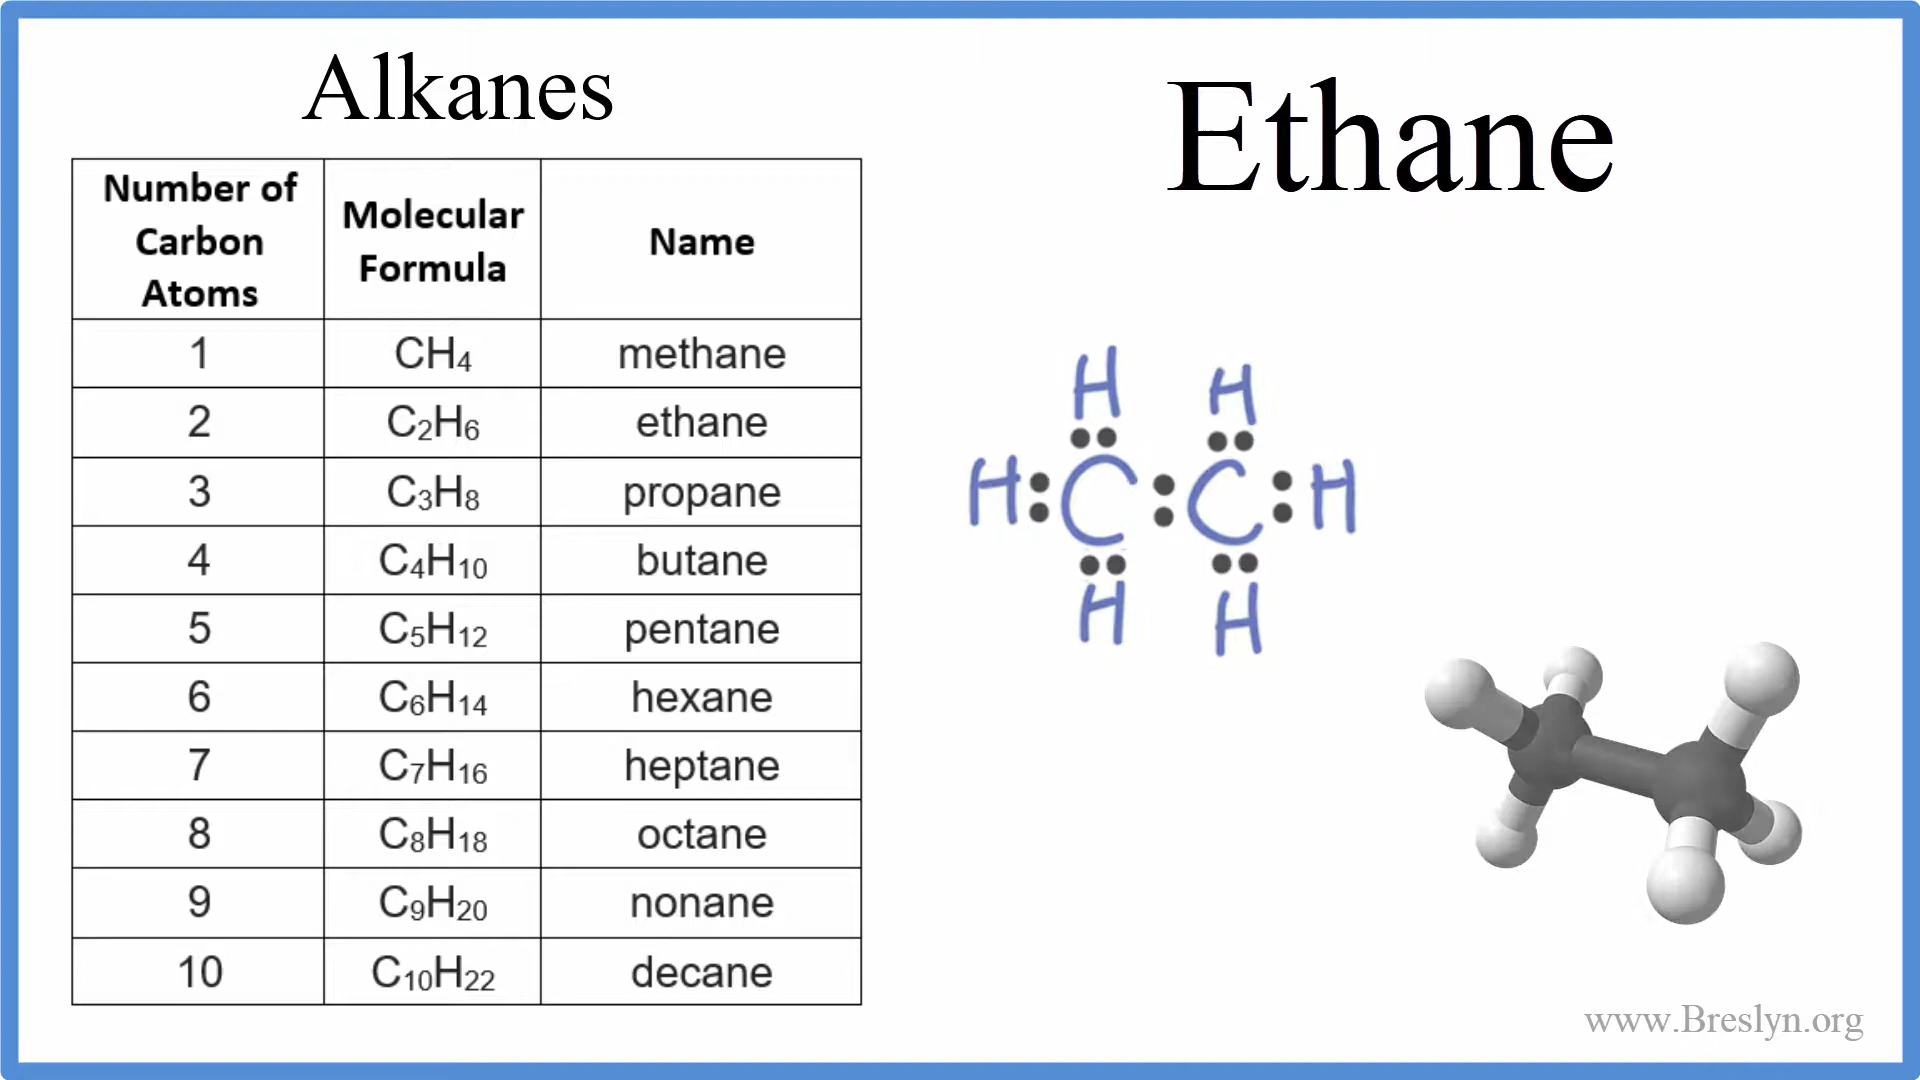 Alkanes
Ethane
Number of Carbon Atoms Molecular Formula Name
1 CH₄ methane
2 C₂H₆ ethane
3 C₃H₈ propane
4 C₄H₁₀ butane
5 C₅H₁₂ pentane
6 C₆H₁₄ hexane
7 C₇H₁₆ heptane
8 C₈H₁₈ octane
9 C₉H₂₀ nonane
10 C₁₀H₂₂ decane
H H
H:C:C:H
H H
www.Breslyn.org